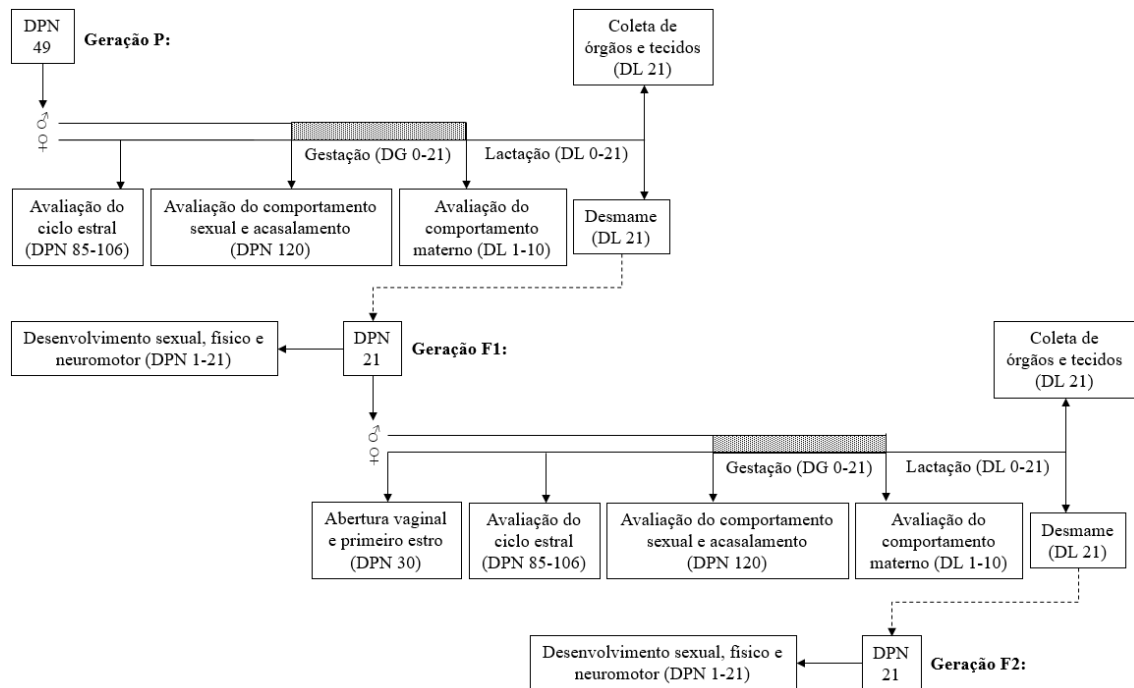 DPN
49
Geração P:
Coleta de
órgãos e tecidos
(DL 21)
♂
♀
Gestação (DG 0-21)
Lactação (DL 0-21)
Avaliação do
ciclo estral
(DPN 85-106)
Avaliação do comportamento
sexual e acasalamento
(DPN 120)
Avaliação do
comportamento
materno (DL 1-10)
Desmame
(DL 21)
Desenvolvimento sexual, físico e
neuromotor (DPN 1-21)
DPN
21
Geração F1:
Coleta de
órgãos e tecidos
(DL 21)
♂
♀
Gestação (DG 0-21)
Lactação (DL 0-21)
Abertura vaginal
e primeiro estro
(DPN 30)
Avaliação do
ciclo estral
(DPN 85-106)
Avaliação do comportamento
sexual e acasalamento
(DPN 120)
Avaliação do
comportamento
materno (DL 1-10)
Desmame
(DL 21)
Desenvolvimento sexual, físico e
neuromotor (DPN 1-21)
DPN
21
Geração F2: